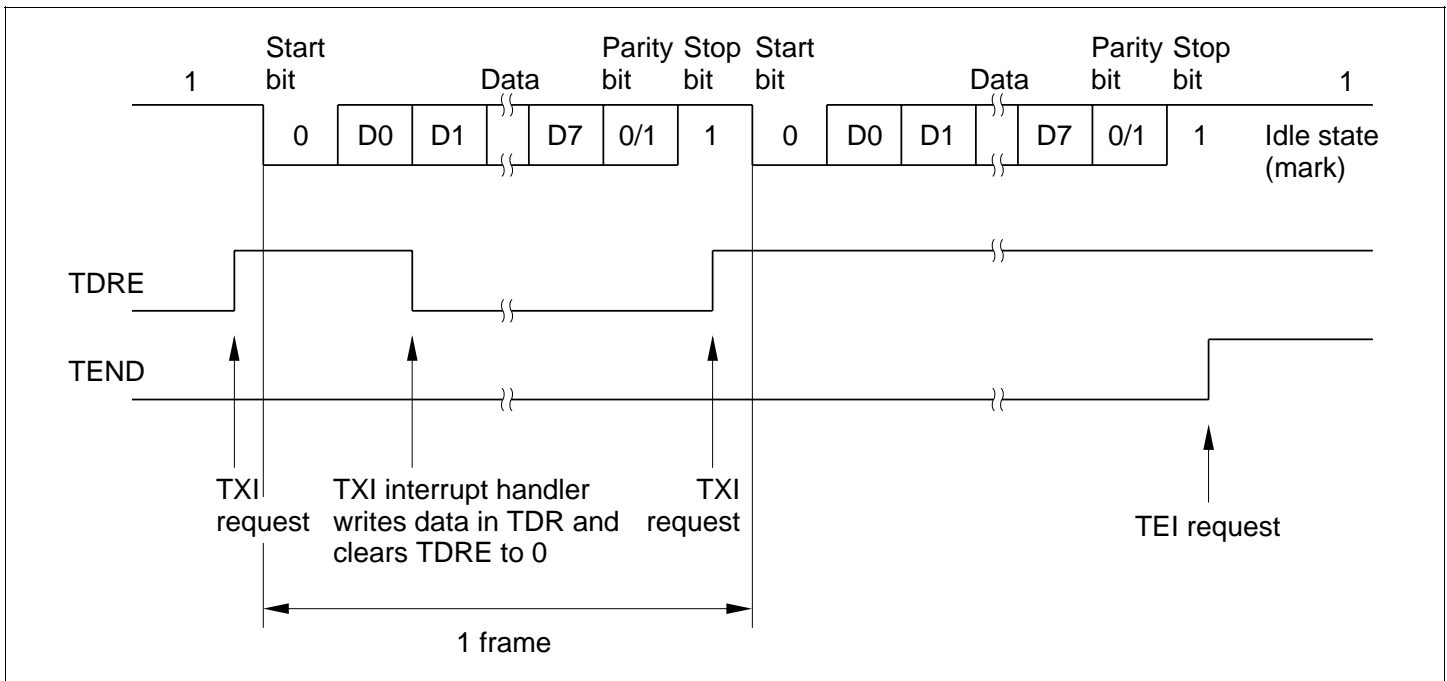 Start Parity Stop Start Parity Stop
1 bit Data bit bit bit Data bit bit 1
0 D0 D1 D7 0/1 1 0 D0 D1 D7 0/1 1 Idle state
(mark)
TDRE
TEND
TXI TXI interrupt handler TXI
request writes data in TDR and request
clears TDRE to 0
TEI request
1 frame